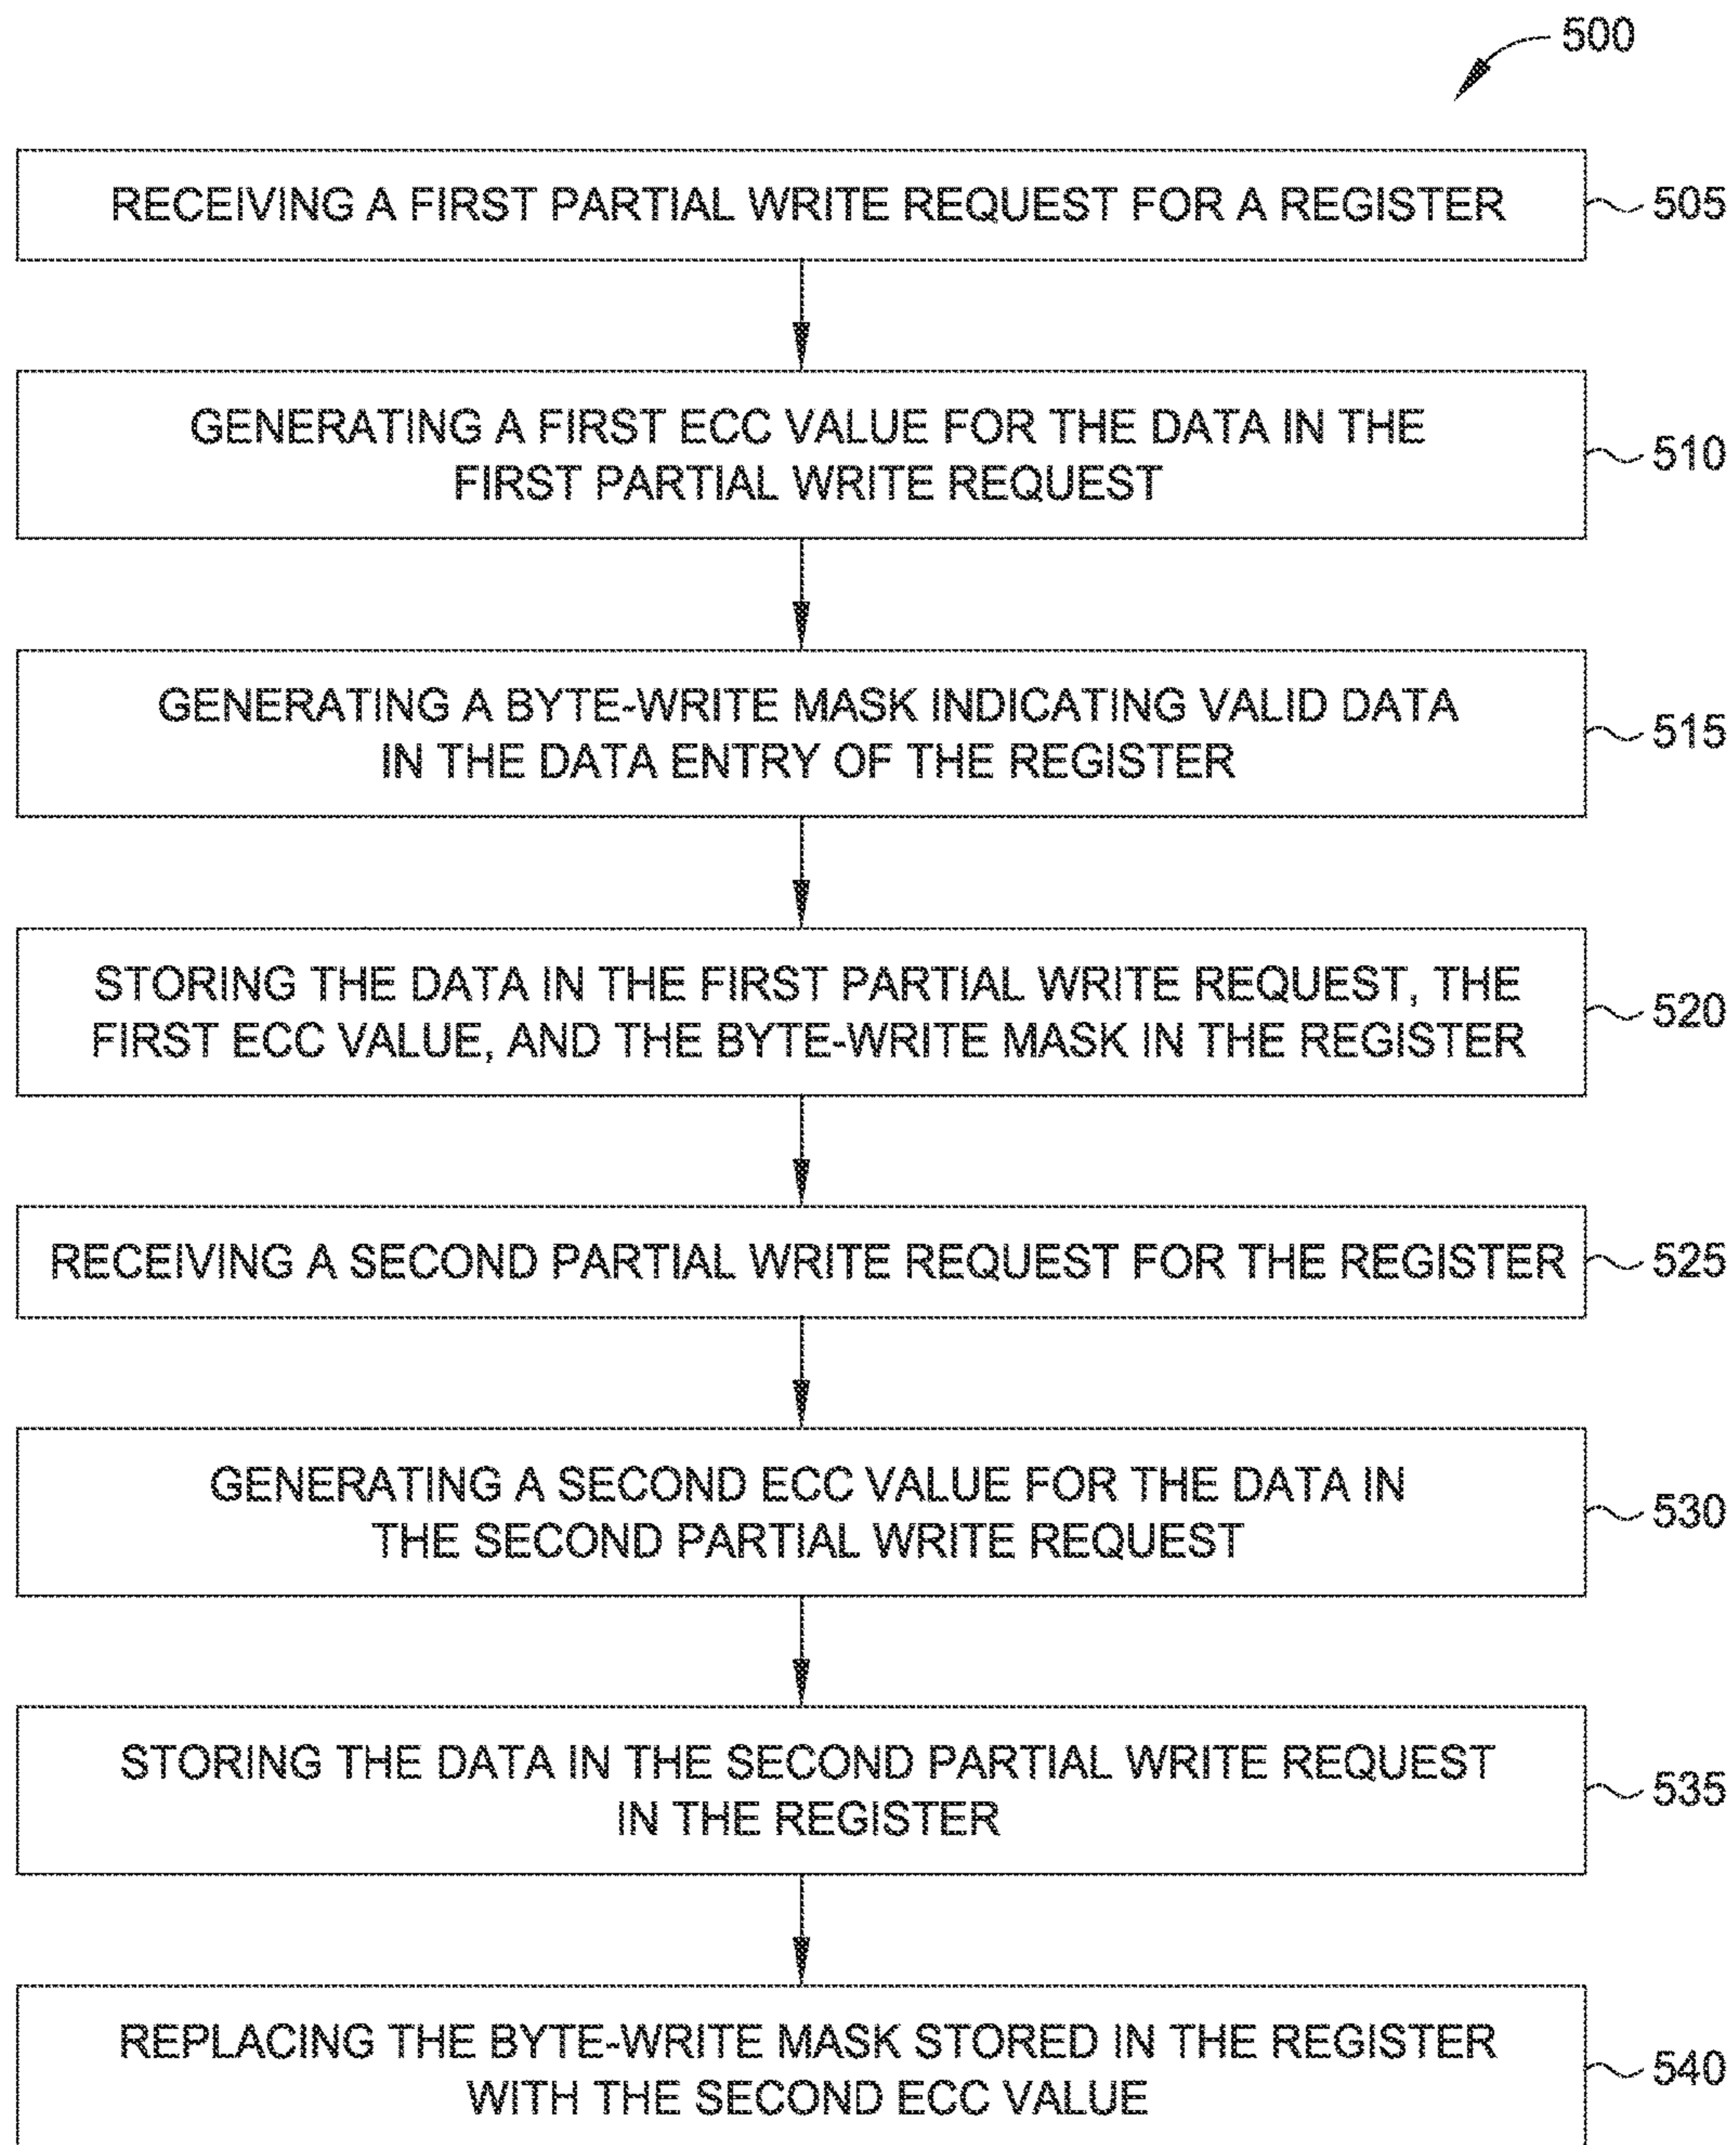 500
RECEIVING A FIRST PARTIAL WRITE REQUEST FOR A REGISTER
505
GENERATING A FIRST ECC VALUE FOR THE DATA IN THE
FIRST PARTIAL WRITE REQUEST
510
GENERATING A BYTE-WRITE MASK INDICATING VALID DATA
IN THE DATA ENTRY OF THE REGISTER
515
STORING THE DATA IN THE FIRST PARTIAL WRITE REQUEST, THE
FIRST ECC VALUE, AND THE BYTE-WRITE MASK IN THE REGISTER
520
RECEIVING A SECOND PARTIAL WRITE REQUEST FOR THE REGISTER
525
GENERATING A SECOND ECC VALUE FOR THE DATA IN
THE SECOND PARTIAL WRITE REQUEST
530
STORING THE DATA IN THE SECOND PARTIAL WRITE REQUEST
IN THE REGISTER
535
REPLACING THE BYTE-WRITE MASK STORED IN THE REGISTER
WITH THE SECOND ECC VALUE
540